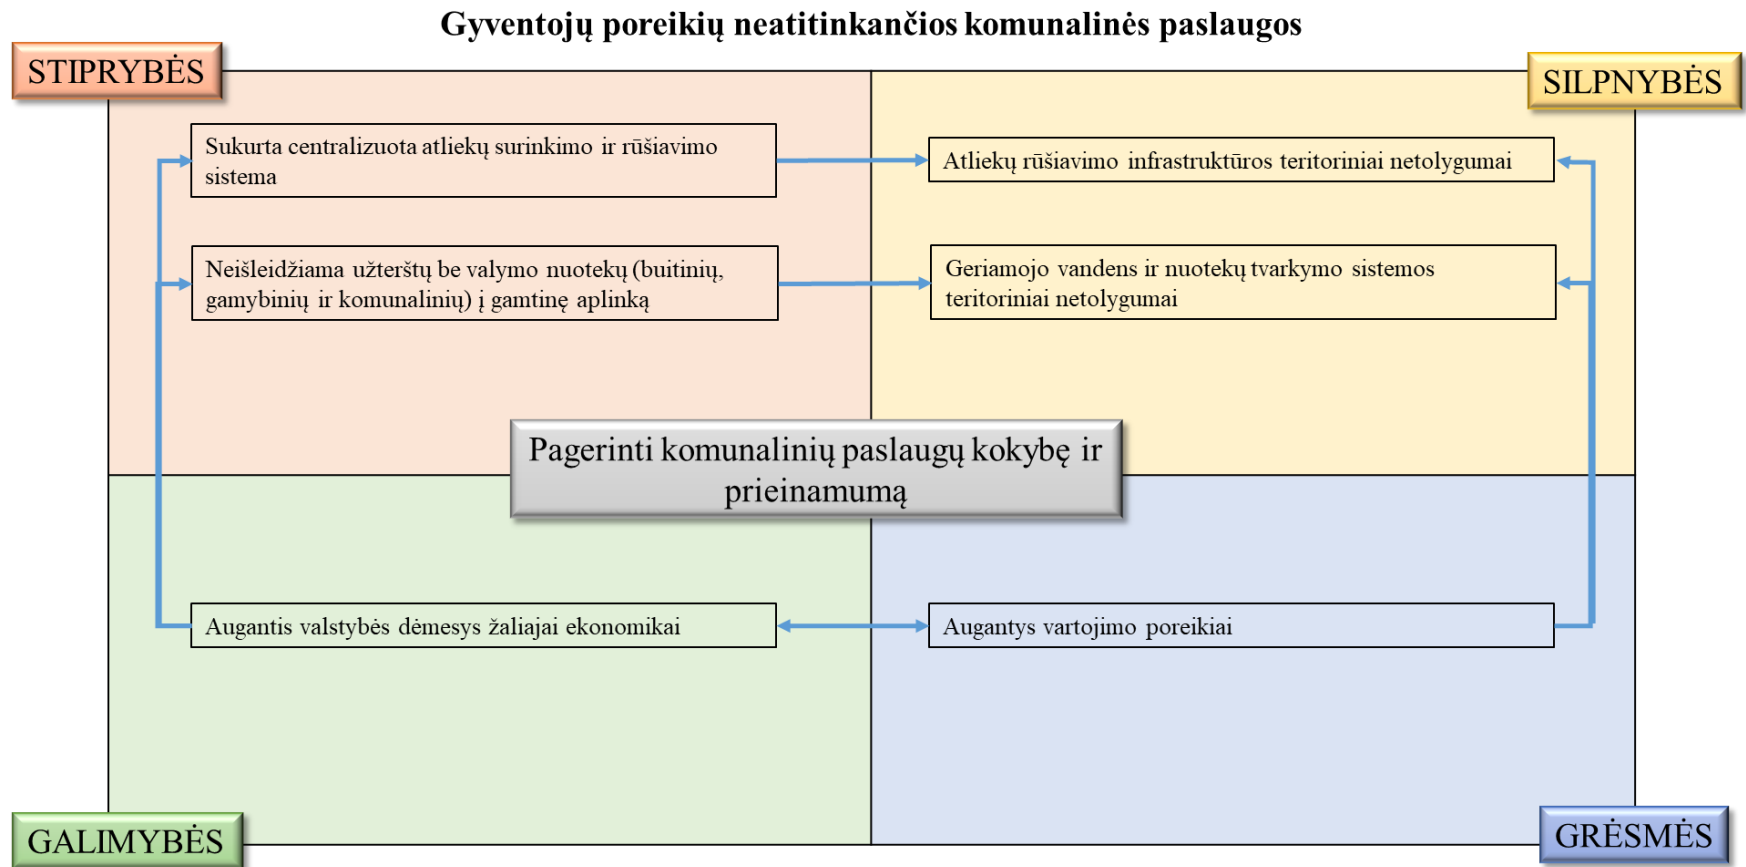 Gyventojų poreikių neatitinkančios komunalinės paslaugos
STIPRYBĖS
SILPNYBĖS
Sukurta centralizuota atliekų surinkimo ir rūšiavimo
sistema
Atliekų rūšiavimo infrastruktūros teritoriniai netolygumai
Neišleidžiama užterštų be valymo nuotekų (buitinių,
gamybinių ir komunalinių) į gamtinę aplinką
Geriamojo vandens ir nuotekų tvarkymo sistemos
teritoriniai netolygumai
Pagerinti komunalinių paslaugų kokybę ir
prieinamumą
Augantis valstybės dėmesys žaliajai ekonomikai
Augantys vartojimo poreikiai
GALIMYBĖS
GRĖSMĖS